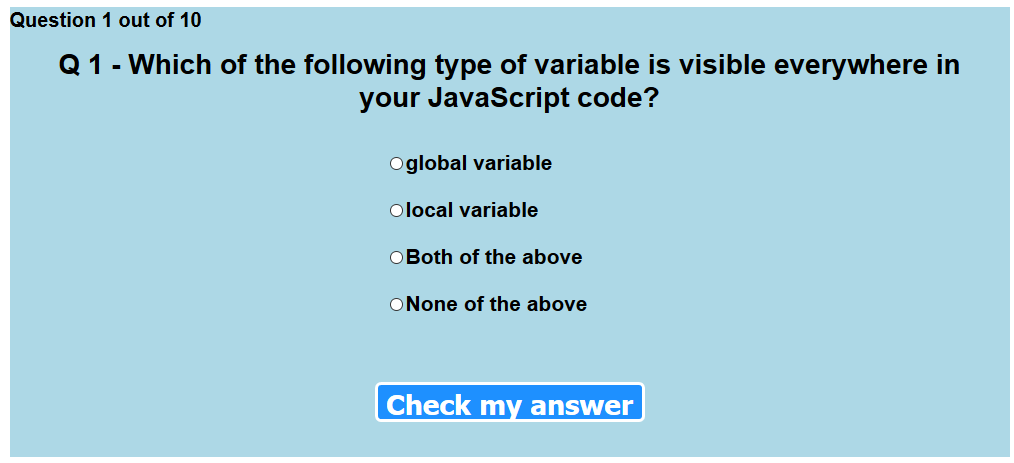 Question 1 out of 10
Q 1 - Which of the following type of variable is visible everywhere in
your JavaScript code?
global variable
local variable
Both of the above
None of the above
Check my answer